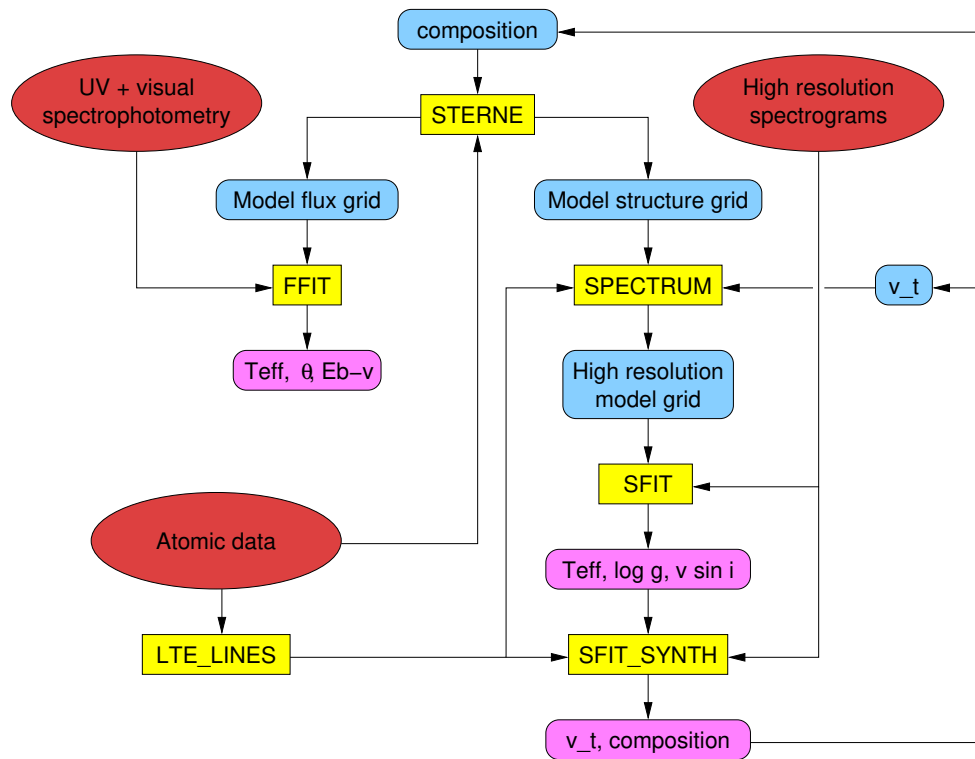 composition
UV + visual
spectrophotometry
High resolution
spectrograms
STERNE
Model flux grid
Model structure grid
FFIT
SPECTRUM
v_t
Teff, θ, Eb−v
High resolution
model grid
SFIT
Atomic data
Teff, log g, v sin i
LTE_LINES
SFIT_SYNTH
v_t, composition